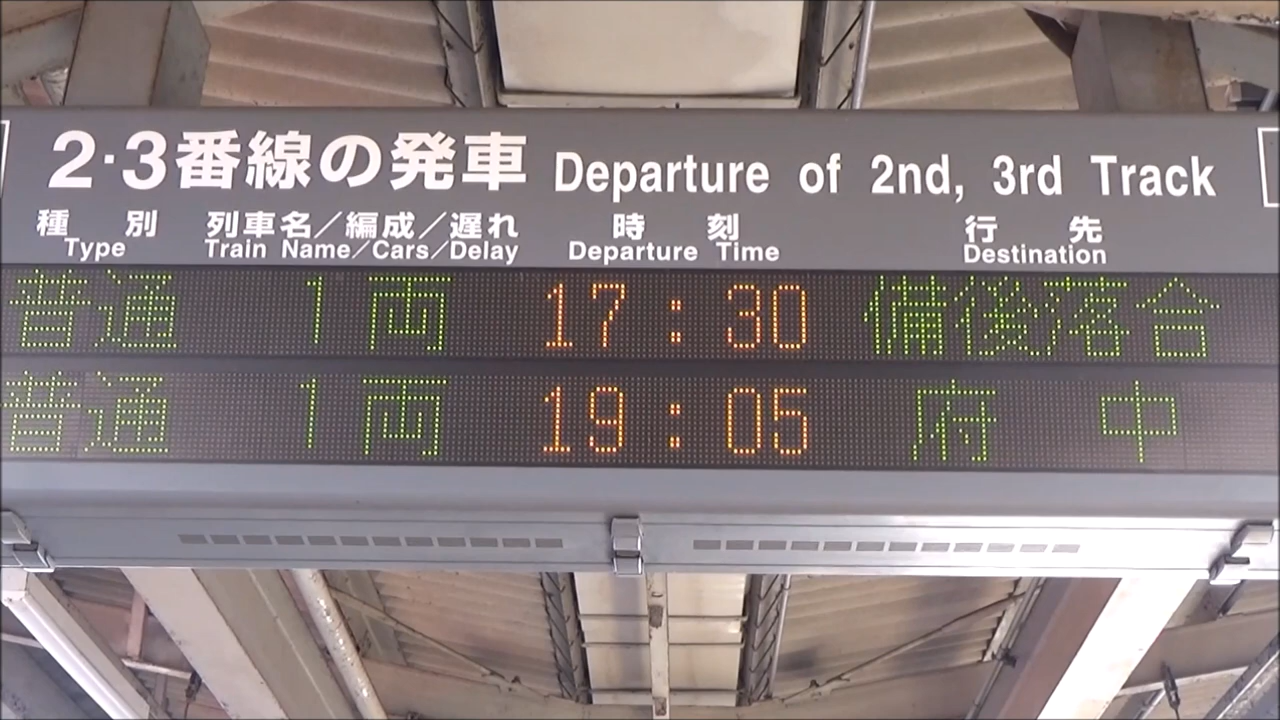 2·3番線の発車 Departure of 2nd, 3rd Track
種別 列車名/編成/遅れ 時刻 行先
Type Train Name/Cars/Delay Departure Time Destination
普通 1両 17:30 備後落合
普通 1両 19:05 府中